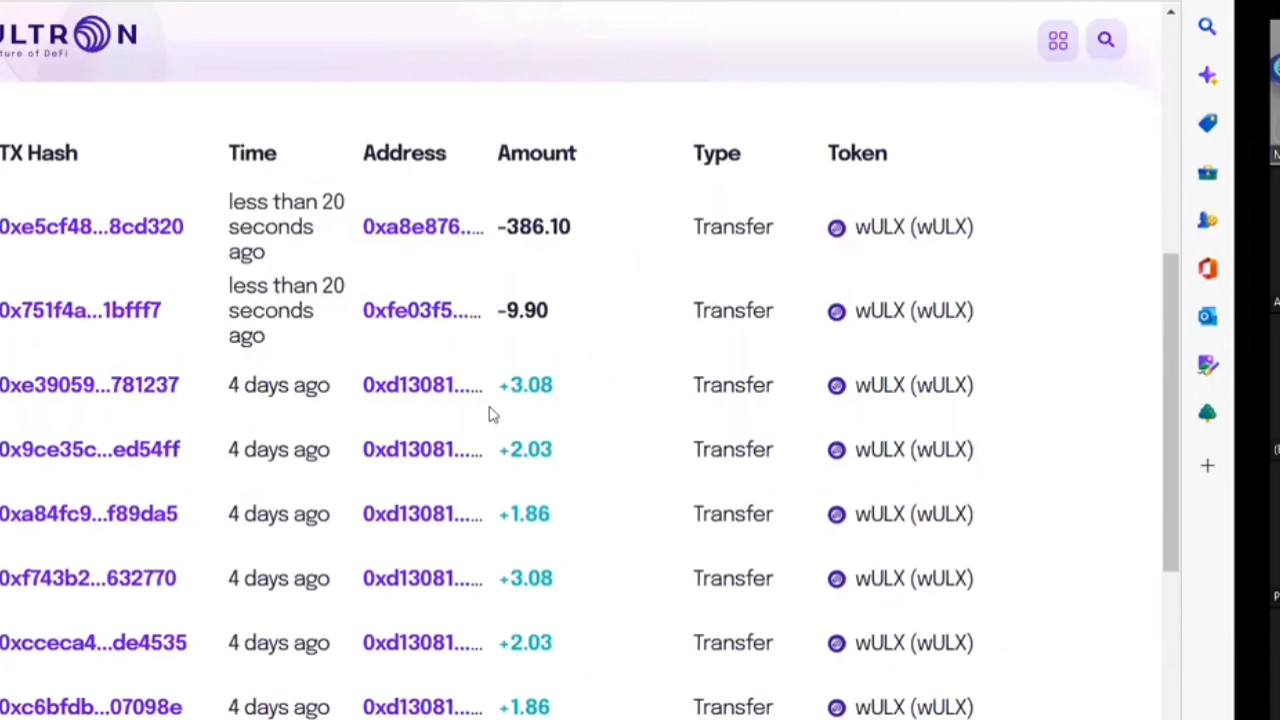 ULTRON
ture of DeFi
TX Hash Time Address Amount Type Token
0xe5cf48...8cd320 less than 20 seconds ago 0xa8e876..... -386.10 Transfer wULX (wULX)
0x751f4a...1bfff7 less than 20 seconds ago 0xfe03f5...... -9.90 Transfer wULX (wULX)
0xe39059...781237 4 days ago 0xd13081...... +3.08 Transfer wULX (wULX)
0x9ce35c...ed54ff 4 days ago 0xd13081...... +2.03 Transfer wULX (wULX)
0xa84fc9...f89da5 4 days ago 0xd13081...... +1.86 Transfer wULX (wULX)
0xf743b2...632770 4 days ago 0xd13081...... +3.08 Transfer wULX (wULX)
0xcceca4...de4535 4 days ago 0xd13081...... +2.03 Transfer wULX (wULX)
0xc6bfdb...07098e 4 days ago 0xd13081...... +1.86 Transfer wULX (wULX)